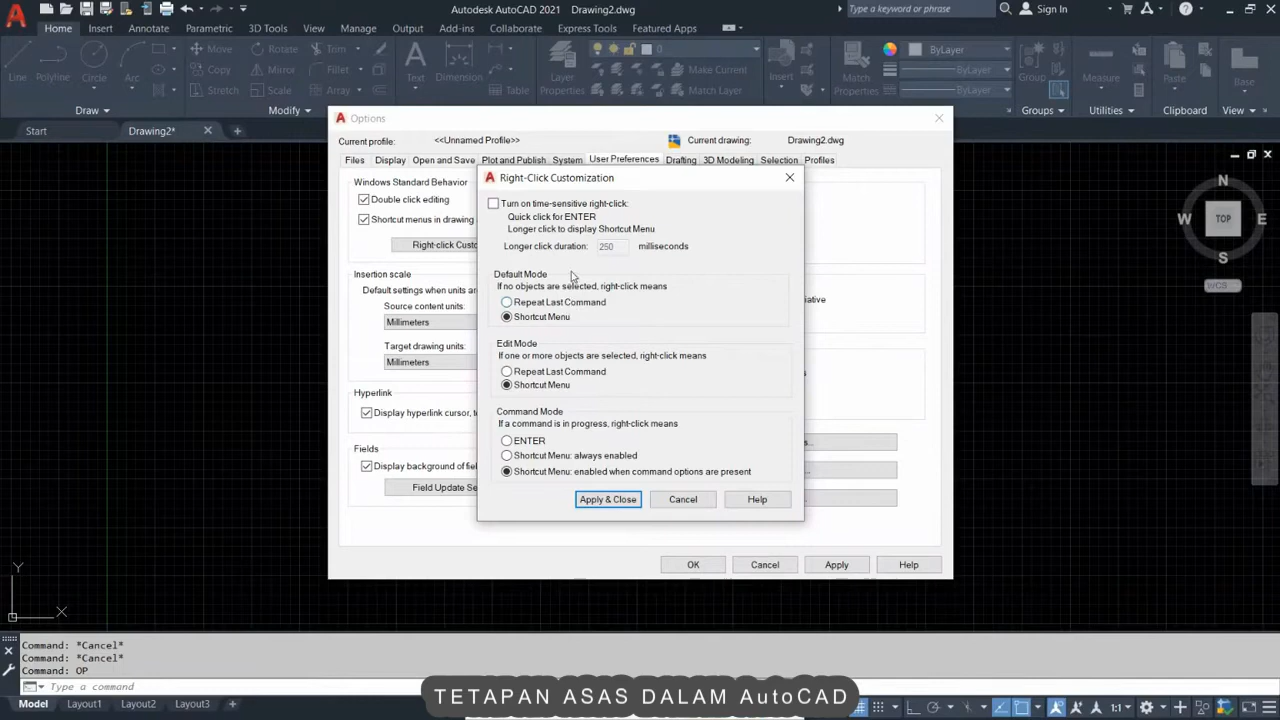 Autodesk AutoCAD 2021 Drawing2.dwg
Type a keyword or phrase
Sign In
Home Insert Annotate Parametric 3D Tools View Manage Output Add-ins Collaborate Express Tools Featured Apps
Line Polyline Circle Arc
Move Rotate Trim
Copy Mirror Fillet
Stretch Scale Array
Text Dimension Table
Layer Properties
0
Make Current
Match Layer
Insert
Match Properties
ByLayer
ByLayer
ByLayer
Group
Measure
Paste
Base
Draw Modify Groups Utilities Clipboard View
Start Drawing2*
Options
Current profile: <<Unnamed Profile>> Current drawing: Drawing2.dwg
Files Display Open and Save Plot and Publish System User Preferences Drafting 3D Modeling Selection Profiles
Windows Standard Behavior
Double click editing
Shortcut menus in drawing
Right-click Custo
Insertion scale
Default settings when units are
Source content units:
Millimeters
Target drawing units:
Millimeters
Hyperlink
Display hyperlink cursor, t
Fields
Display background of fiel
Field Update Se
Right-Click Customization
Turn on time-sensitive right-click:
Quick click for ENTER
Longer click to display Shortcut Menu
Longer click duration: 250 milliseconds
Default Mode
If no objects are selected, right-click means
Repeat Last Command
Shortcut Menu
Edit Mode
If one or more objects are selected, right-click means
Repeat Last Command
Shortcut Menu
Command Mode
If a command is in progress, right-click means
ENTER
Shortcut Menu: always enabled
Shortcut Menu: enabled when command options are present
Apply & Close Cancel Help
ative
OK Cancel Apply Help
N
W TOP E
S
WCS
Y
X
Command: *Cancel*
Command: *Cancel*
Command: OP
Type a command
TETAPAN ASAS DALAM AutoCAD
Model Layout1 Layout2 Layout3
1:1